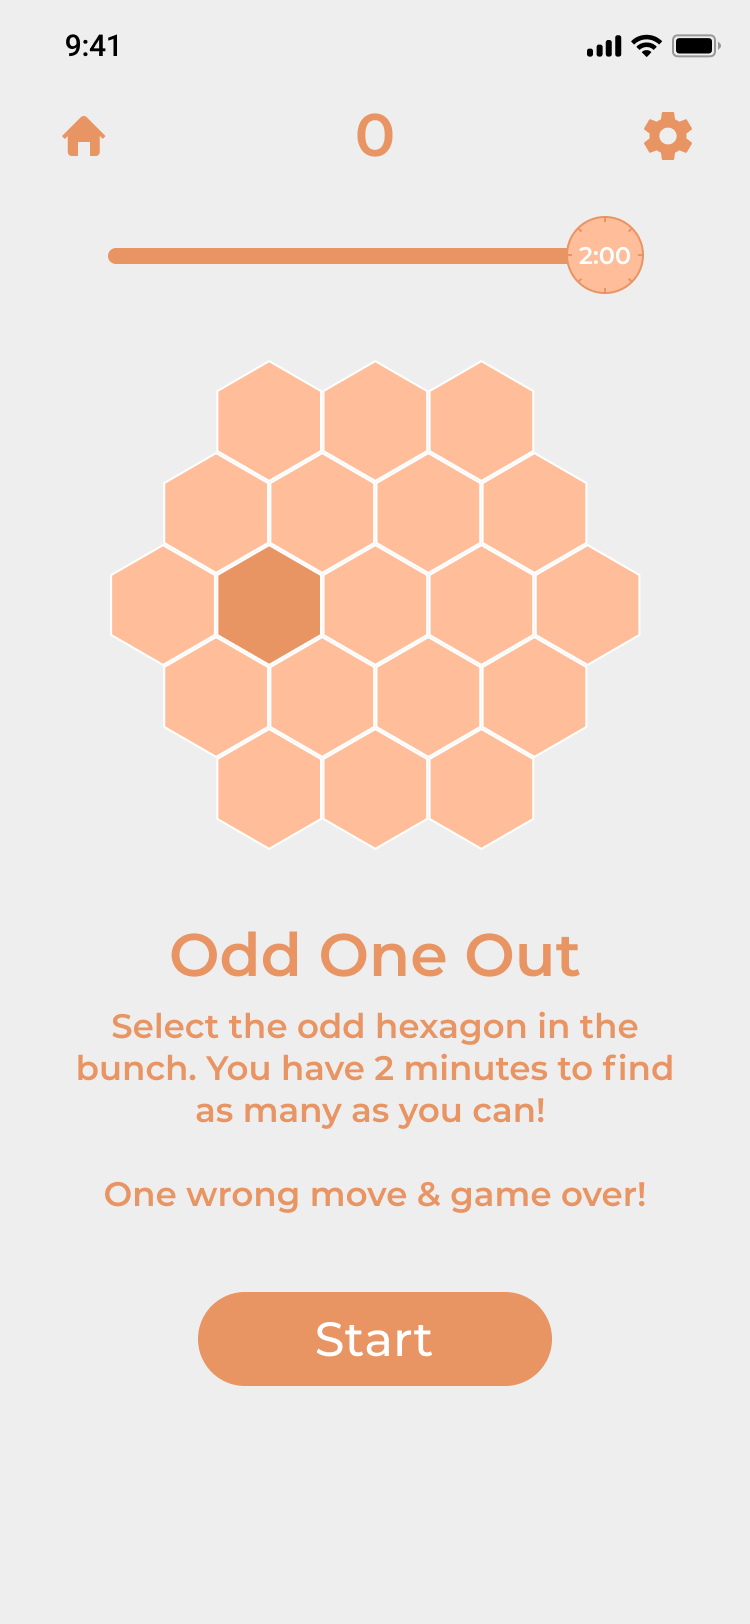 9:41
0
2:00
Odd One Out
Select the odd hexagon in the
bunch. You have 2 minutes to find
as many as you can!
One wrong move & game over!
Start